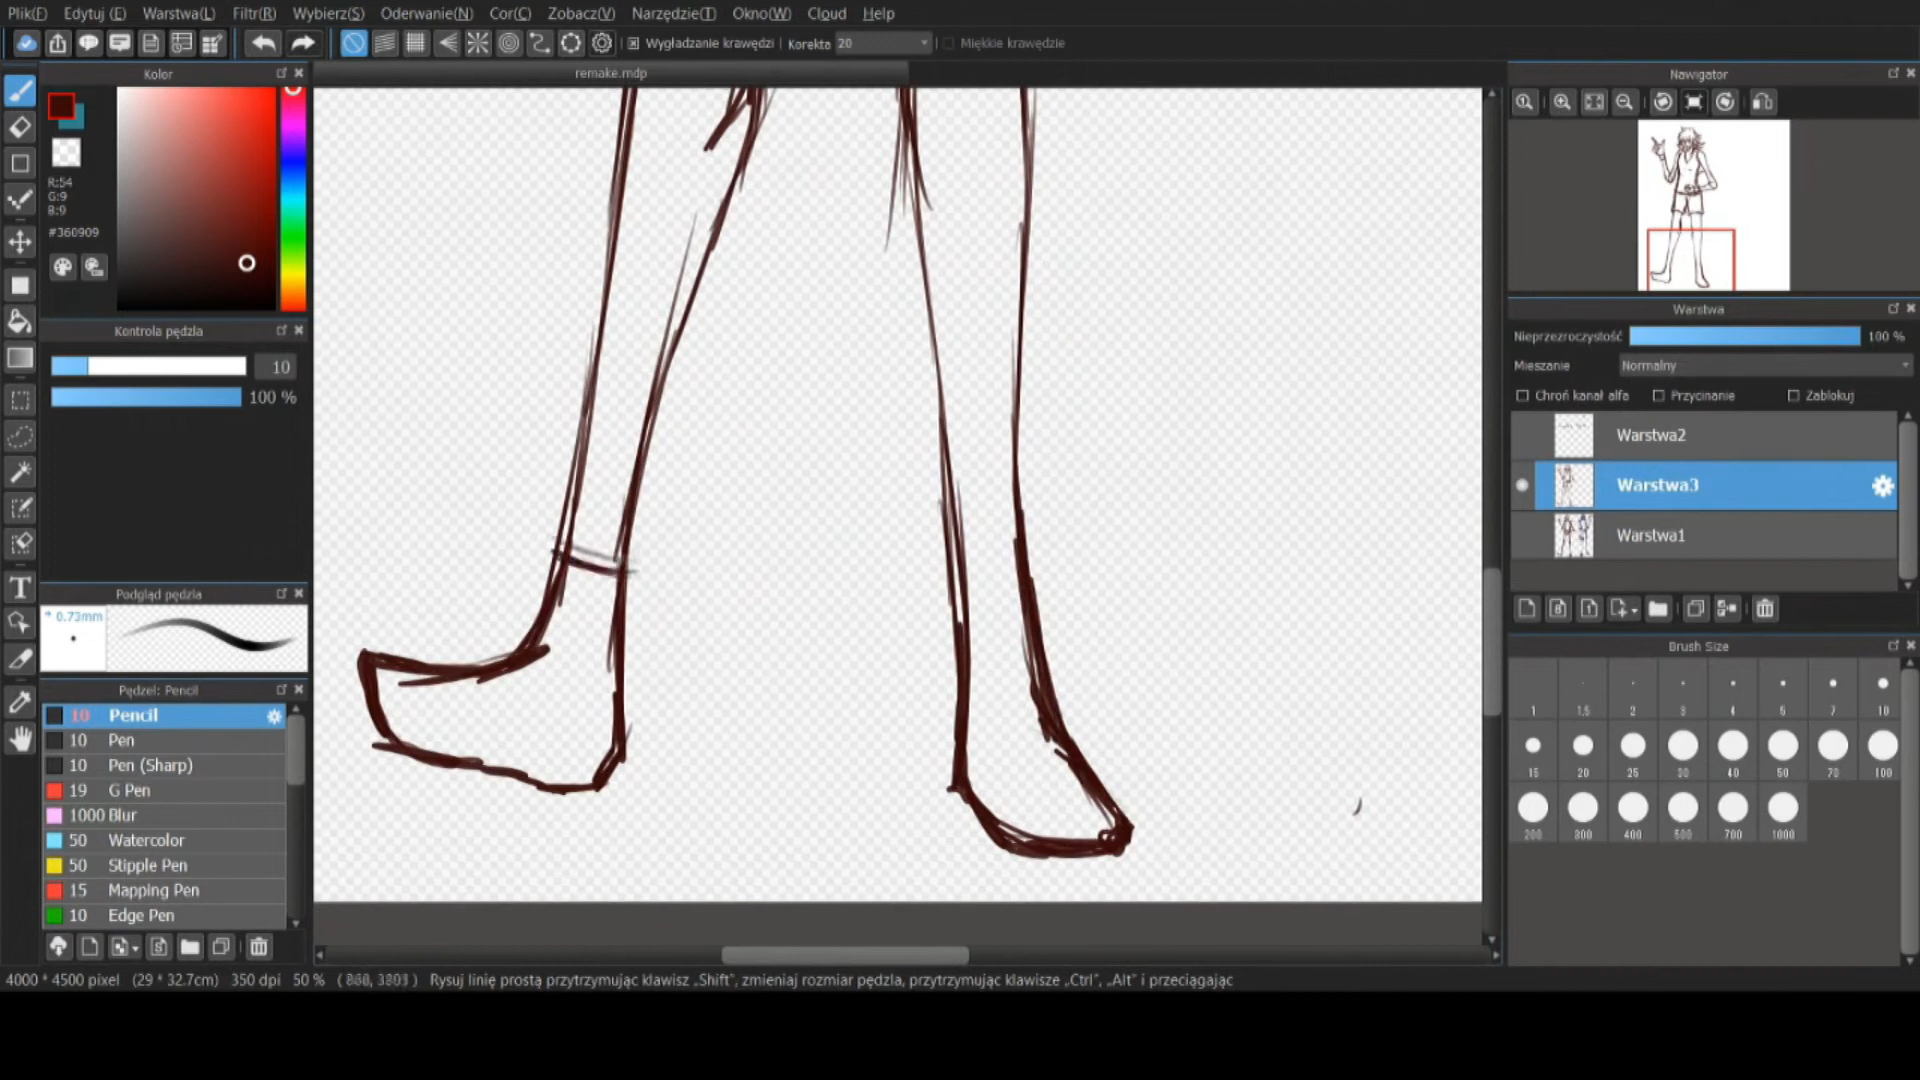 Plik(F) Edytuj (E) Warstwa(L) Filtr(R) Wybierz(S) Oderwanie(N) Cor(C) Zobacz(V) Narzędzie(T) Okno(W) Cloud Help
Wygładzanie krawędzi Korekta 20 Miękkie krawędzie
Kolor
remake.mdp
Nawigator
R:54
G:9
B:9
#360909
Kontrola pędzla
10
100 %
Podgląd pędzla
* 0.73mm
Pędzel: Pencil
10 Pencil
10 Pen
10 Pen (Sharp)
19 G Pen
1000 Blur
50 Watercolor
50 Stipple Pen
15 Mapping Pen
10 Edge Pen
Warstwa
Nieprzezroczystość 100 %
Mieszanie Normalny
Chroń kanał alfa Przycinanie Zablokuj
Warstwa2
Warstwa3
Warstwa1
Brush Size
1 1.5 2 3 4 5 7 10
15 20 25 30 40 50 70 100
200 300 400 500 700 1000
4000 * 4500 pixel (29 * 32.7cm) 350 dpi 50 % Rysuj linię prostą przytrzymując klawisz „Shift”, zmieniaj rozmiar pędzla, przytrzymując klawisze „Ctrl”, „Alt” i przeciągając